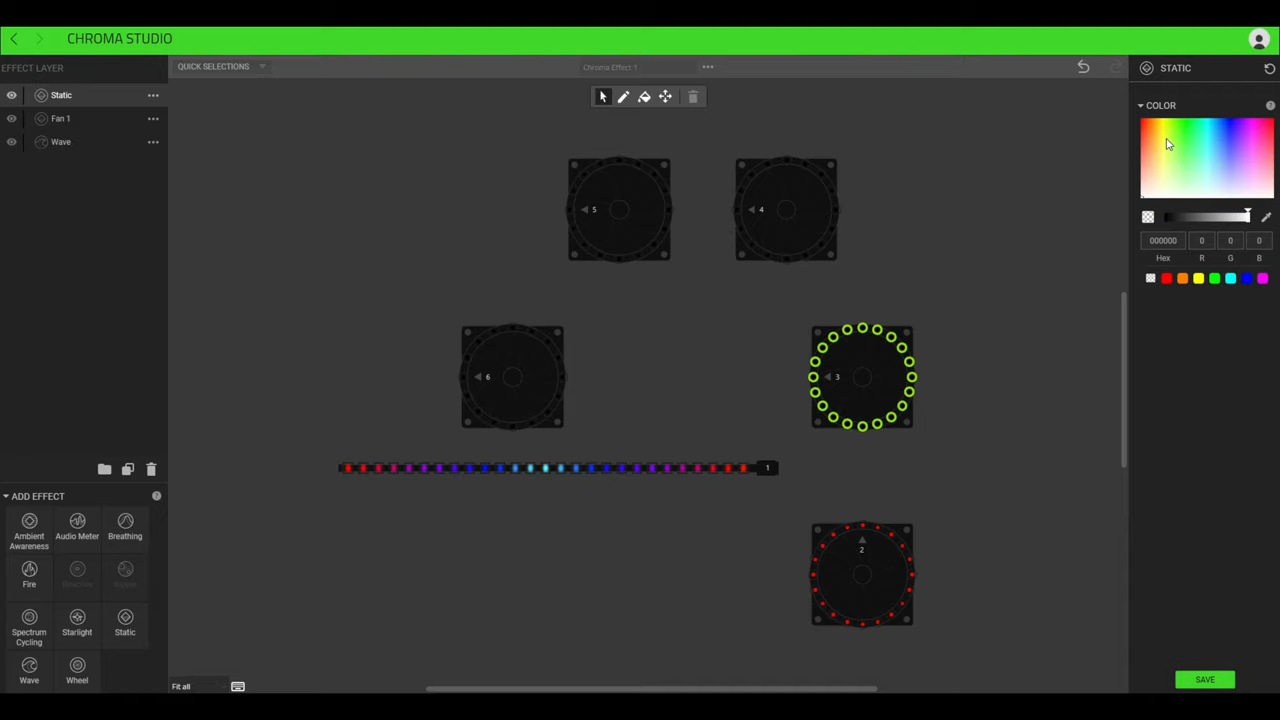 CHROMA STUDIO
EFFECT LAYER
Static
Fan 1
Wave
QUICK SELECTIONS
Chroma Effect 1
5
4
6
3
1
2
ADD EFFECT
Ambient Awareness
Audio Meter
Breathing
Fire
Reactive
Ripple
Spectrum Cycling
Starlight
Static
Wave
Wheel
Fit all
STATIC
COLOR
000000 0 0 0
Hex R G B
SAVE